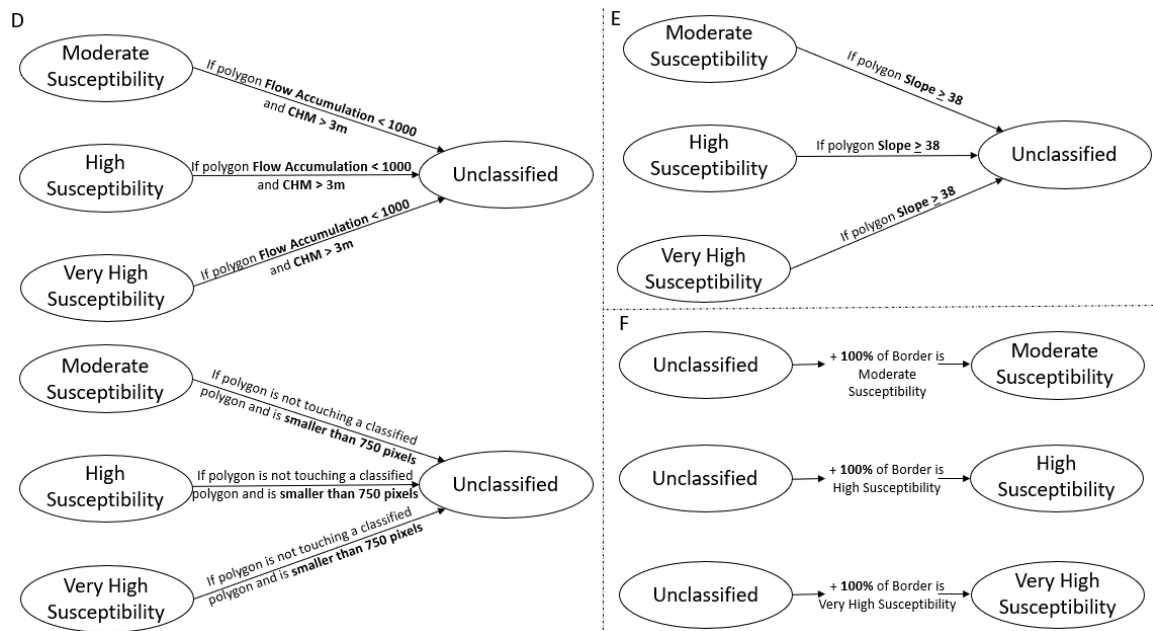 D
Moderate
Susceptibility
If polygon Flow Accumulation < 1000
and CHM > 3m
High
Susceptibility
If polygon Flow Accumulation < 1000
and CHM > 3m
Unclassified
Very High
Susceptibility
If polygon Flow Accumulation < 1000
and CHM > 3m
Moderate
Susceptibility
If polygon is not touching a classified
polygon and is smaller than 750 pixels
High
Susceptibility
If polygon is not touching a classified
polygon and is smaller than 750 pixels
Unclassified
Very High
Susceptibility
If polygon is not touching a classified
polygon and is smaller than 750 pixels
E
Moderate
Susceptibility
If polygon Slope ≥ 38
High
Susceptibility
If polygon Slope ≥ 38
Unclassified
Very High
Susceptibility
If polygon Slope ≥ 38
F
Unclassified
+ 100% of Border is
Moderate
Susceptibility
Moderate
Susceptibility
Unclassified
+ 100% of Border is
High Susceptibility
High
Susceptibility
Unclassified
+ 100% of Border is
Very High Susceptibility
Very High
Susceptibility